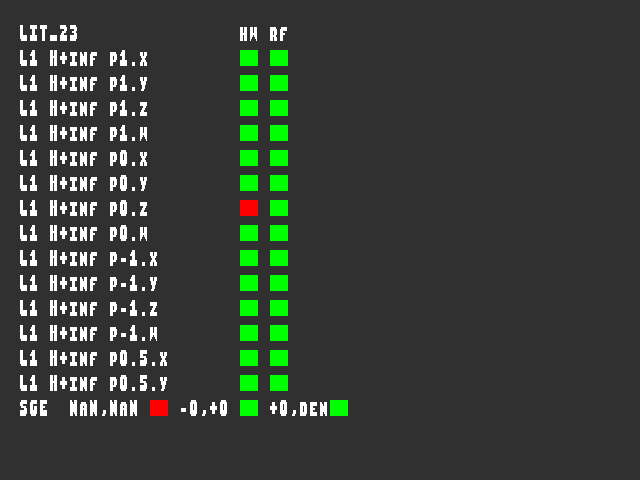 LIT_23 HW RF
L1 H+INF P1.X
L1 H+INF P1.Y
L1 H+INF P1.Z
L1 H+INF P1.W
L1 H+INF P0.X
L1 H+INF P0.Y
L1 H+INF P0.Z
L1 H+INF P0.W
L1 H+INF P-1.X
L1 H+INF P-1.Y
L1 H+INF P-1.Z
L1 H+INF P-1.W
L1 H+INF P0.5.X
L1 H+INF P0.5.Y
SGE NAN,NAN -0,+0 +0,DEN